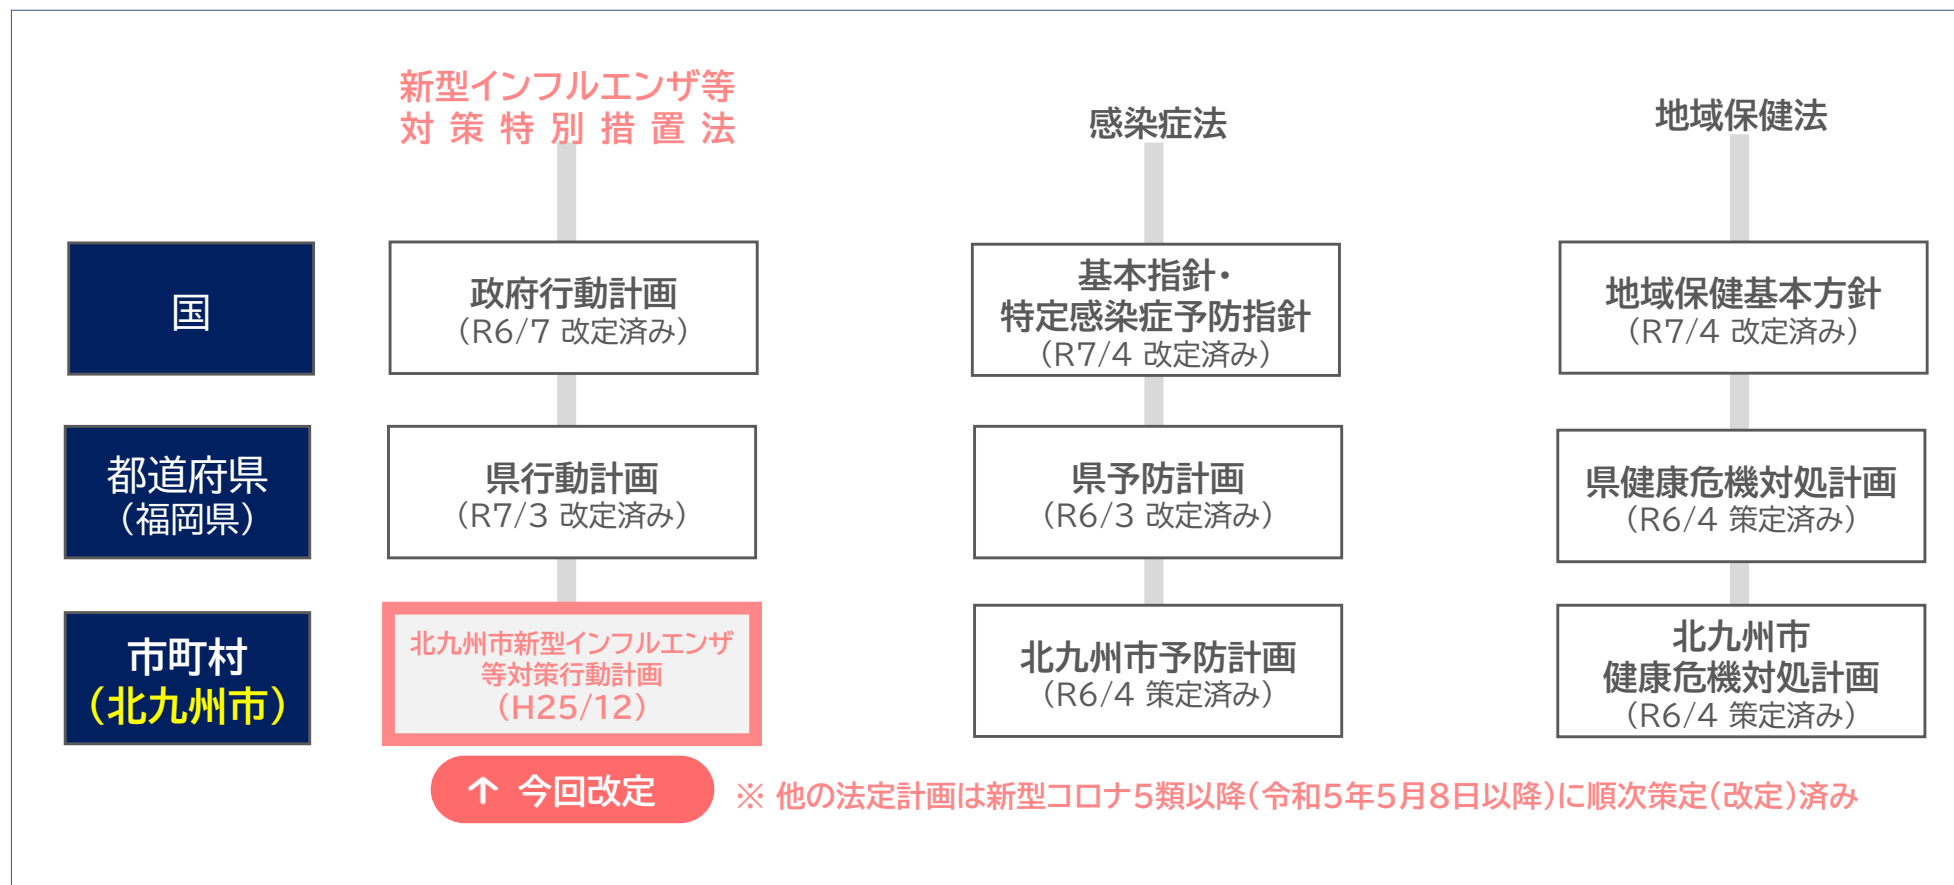 新型インフルエンザ等
対策特別措置法
感染症法
地域保健法
国
政府行動計画
(R6/7 改定済み)
基本指針・
特定感染症予防指針
(R7/4 改定済み)
地域保健基本方針
(R7/4 改定済み)
都道府県
(福岡県)
県行動計画
(R7/3 改定済み)
県予防計画
(R6/3 改定済み)
県健康危機対処計画
(R6/4 策定済み)
市町村
(北九州市)
北九州市新型インフルエンザ
等対策行動計画
(H25/12)
北九州市予防計画
(R6/4 策定済み)
北九州市
健康危機対処計画
(R6/4 策定済み)
↑ 今回改定
※ 他の法定計画は新型コロナ5類以降(令和5年5月8日以降)に順次策定(改定)済み